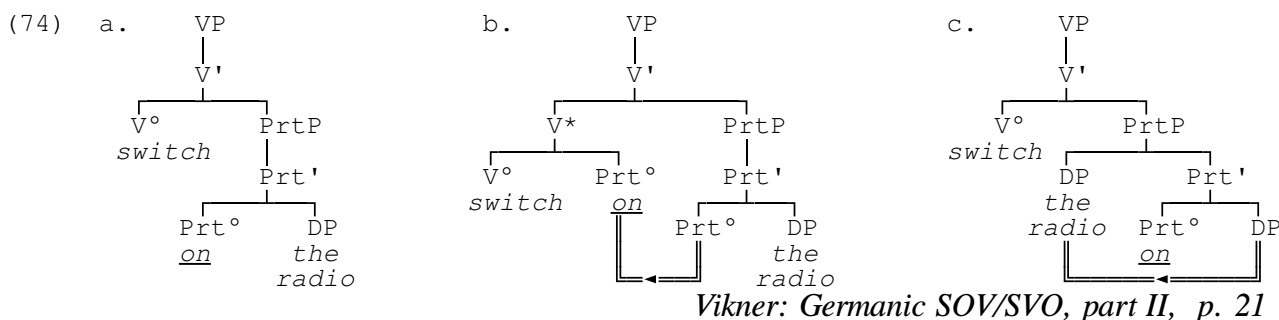 (74) a. VP b. VP c. VP
V' V' V'
V° PrtP V* PrtP V° PrtP
switch switch
Prt' V° Prt° Prt' DP Prt'
switch on the
Prt° DP Prt° DP radio Prt° DP
on the the on
radio radio
Vikner: Germanic SOV/SVO, part II, p. 21